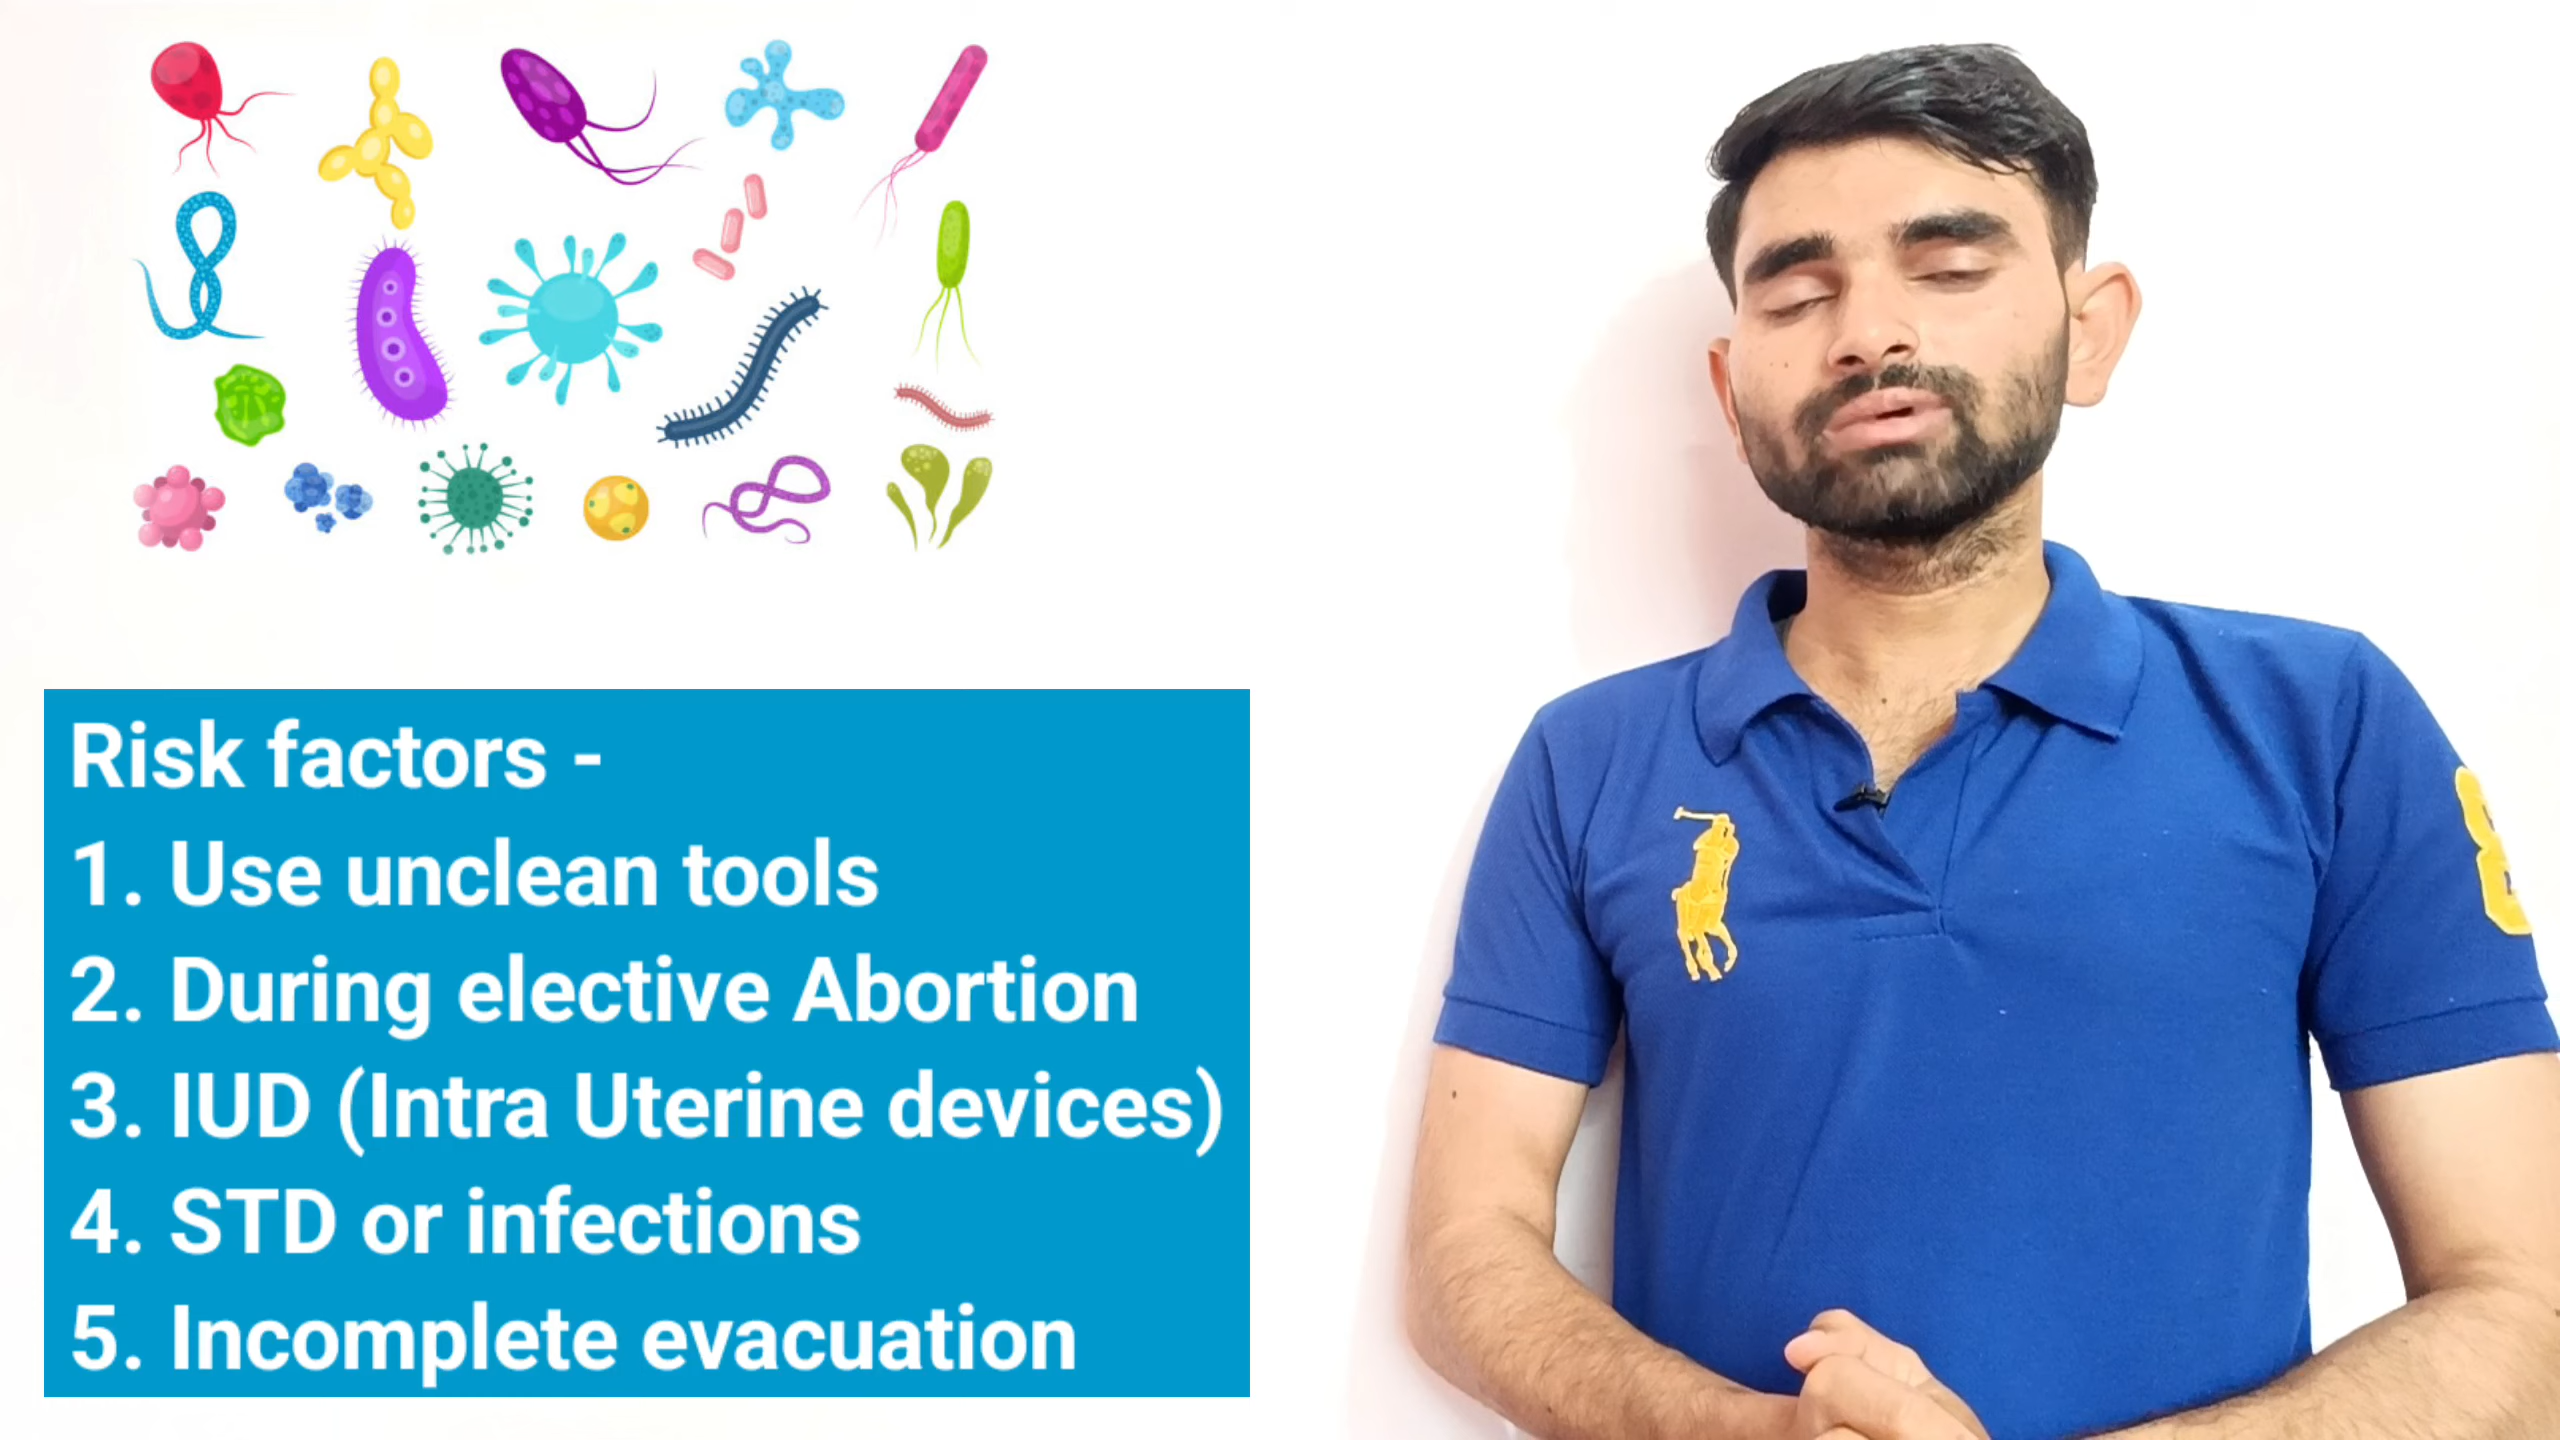 Risk factors -
1. Use unclean tools
2. During elective Abortion
3. IUD (Intra Uterine devices)
4. STD or infections
5. Incomplete evacuation